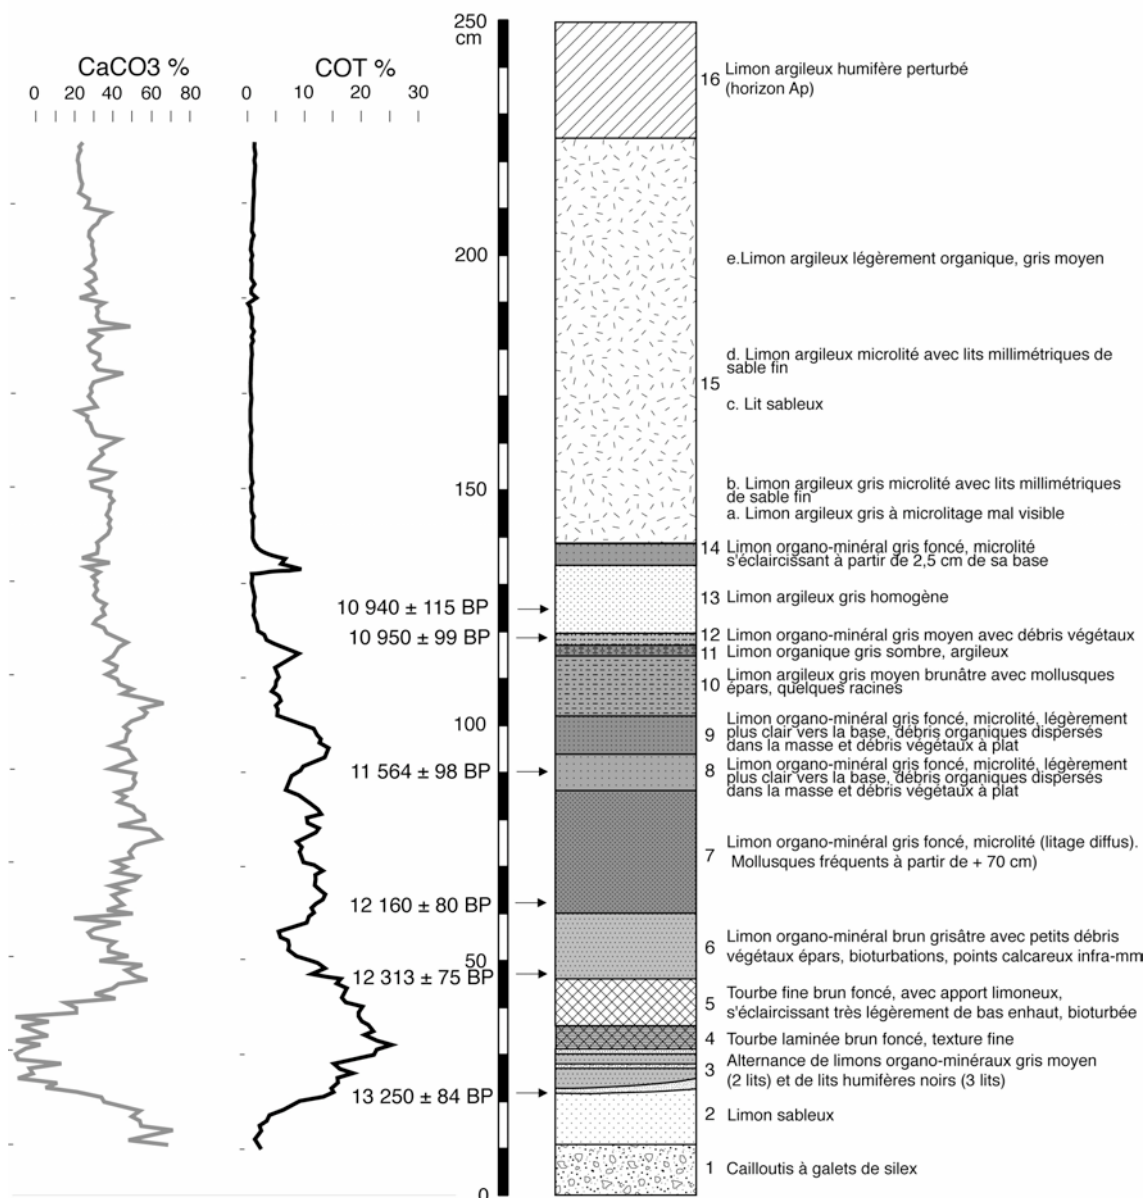 250
cm
CaCO3 %
COT %
0 20 40 60 80
0 10 20 30
16 Limon argileux humifère perturbé
(horizon Ap)
200
e.Limon argileux légèrement organique, gris moyen
d. Limon argileux microlité avec lits millimétriques de
sable fin
15
c. Lit sableux
150
b. Limon argileux gris microlité avec lits millimétriques
de sable fin
a. Limon argileux gris à microlitage mal visible
14 Limon organo-minéral gris foncé, microlité
s'éclaircissant à partir de 2,5 cm de sa base
10 940 ± 115 BP
13 Limon argileux gris homogène
10 950 ± 99 BP
12 Limon organo-minéral gris moyen avec débris végétaux
11 Limon organique gris sombre, argileux
10 Limon argileux gris moyen brunâtre avec mollusques
épars, quelques racines
100
9 Limon organo-minéral gris foncé, microlité, légèrement
plus clair vers la base, débris organiques dispersés
dans la masse et débris végétaux à plat
11 564 ± 98 BP
8 Limon organo-minéral gris foncé, microlité, légèrement
plus clair vers la base, débris organiques dispersés
dans la masse et débris végétaux à plat
7 Limon organo-minéral gris foncé, microlité (litage diffus).
Mollusques fréquents à partir de + 70 cm)
12 160 ± 80 BP
6 Limon organo-minéral brun grisâtre avec petits débris
végétaux épars, bioturbations, points calcareux infra-mm
50
12 313 ± 75 BP
5 Tourbe fine brun foncé, avec apport limoneux,
s'éclaircissant très légèrement de bas enhaut, bioturbée
4 Tourbe laminée brun foncé, texture fine
3 Alternance de limons organo-minéraux gris moyen
(2 lits) et de lits humifères noirs (3 lits)
13 250 ± 84 BP
2 Limon sableux
1 Cailloutis à galets de silex
0